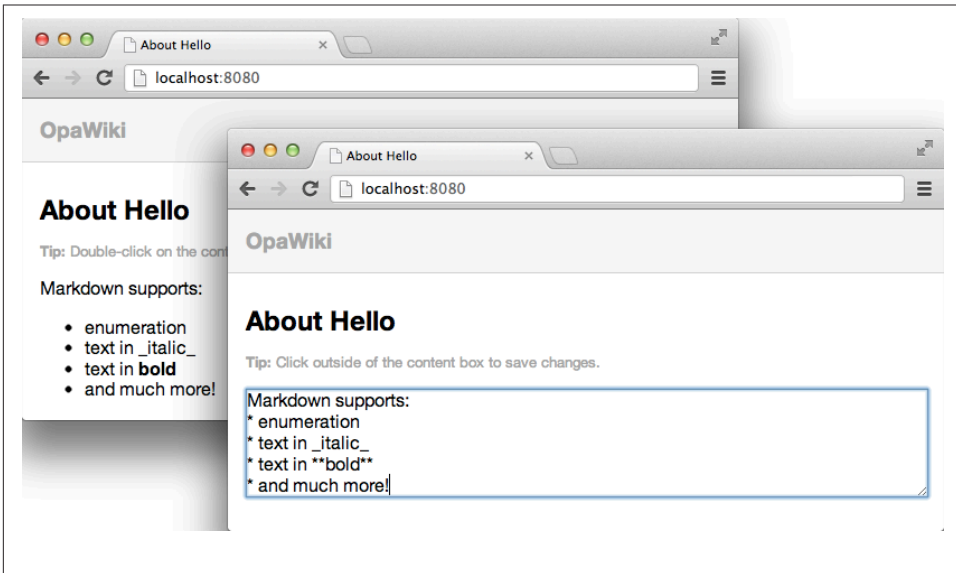 About Hello
localhost:8080
OpaWiki
About Hello
Tip: Double-click on the cont
Markdown supports:
• enumeration
• text in _italic_
• text in bold
• and much more!
About Hello
localhost:8080
OpaWiki
About Hello
Tip: Click outside of the content box to save changes.
Markdown supports:
* enumeration
* text in _italic_
* text in **bold**
* and much more!